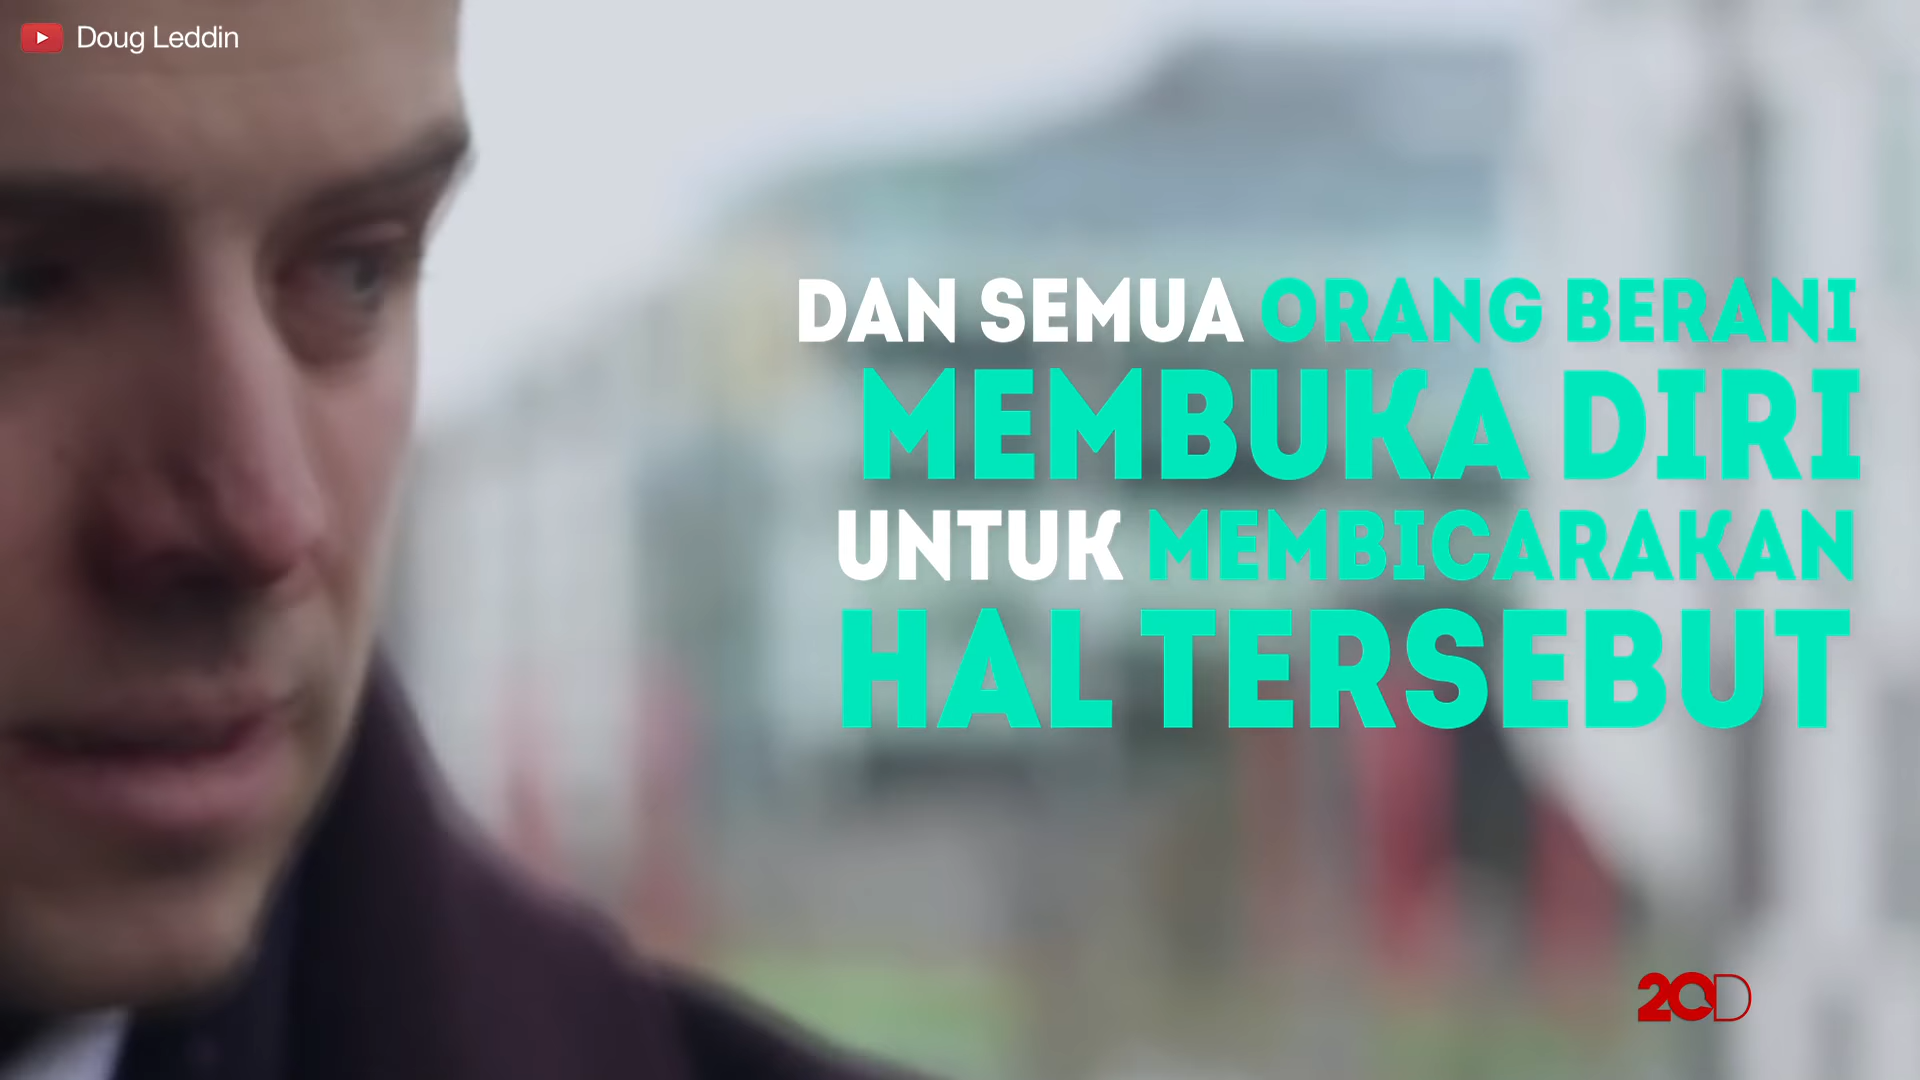 Doug Leddin
DAN SEMUA ORANG BERANI
MEMBUKA DIRI
UNTUK MEMBICARAKAN
HAL TERSEBUT
20D